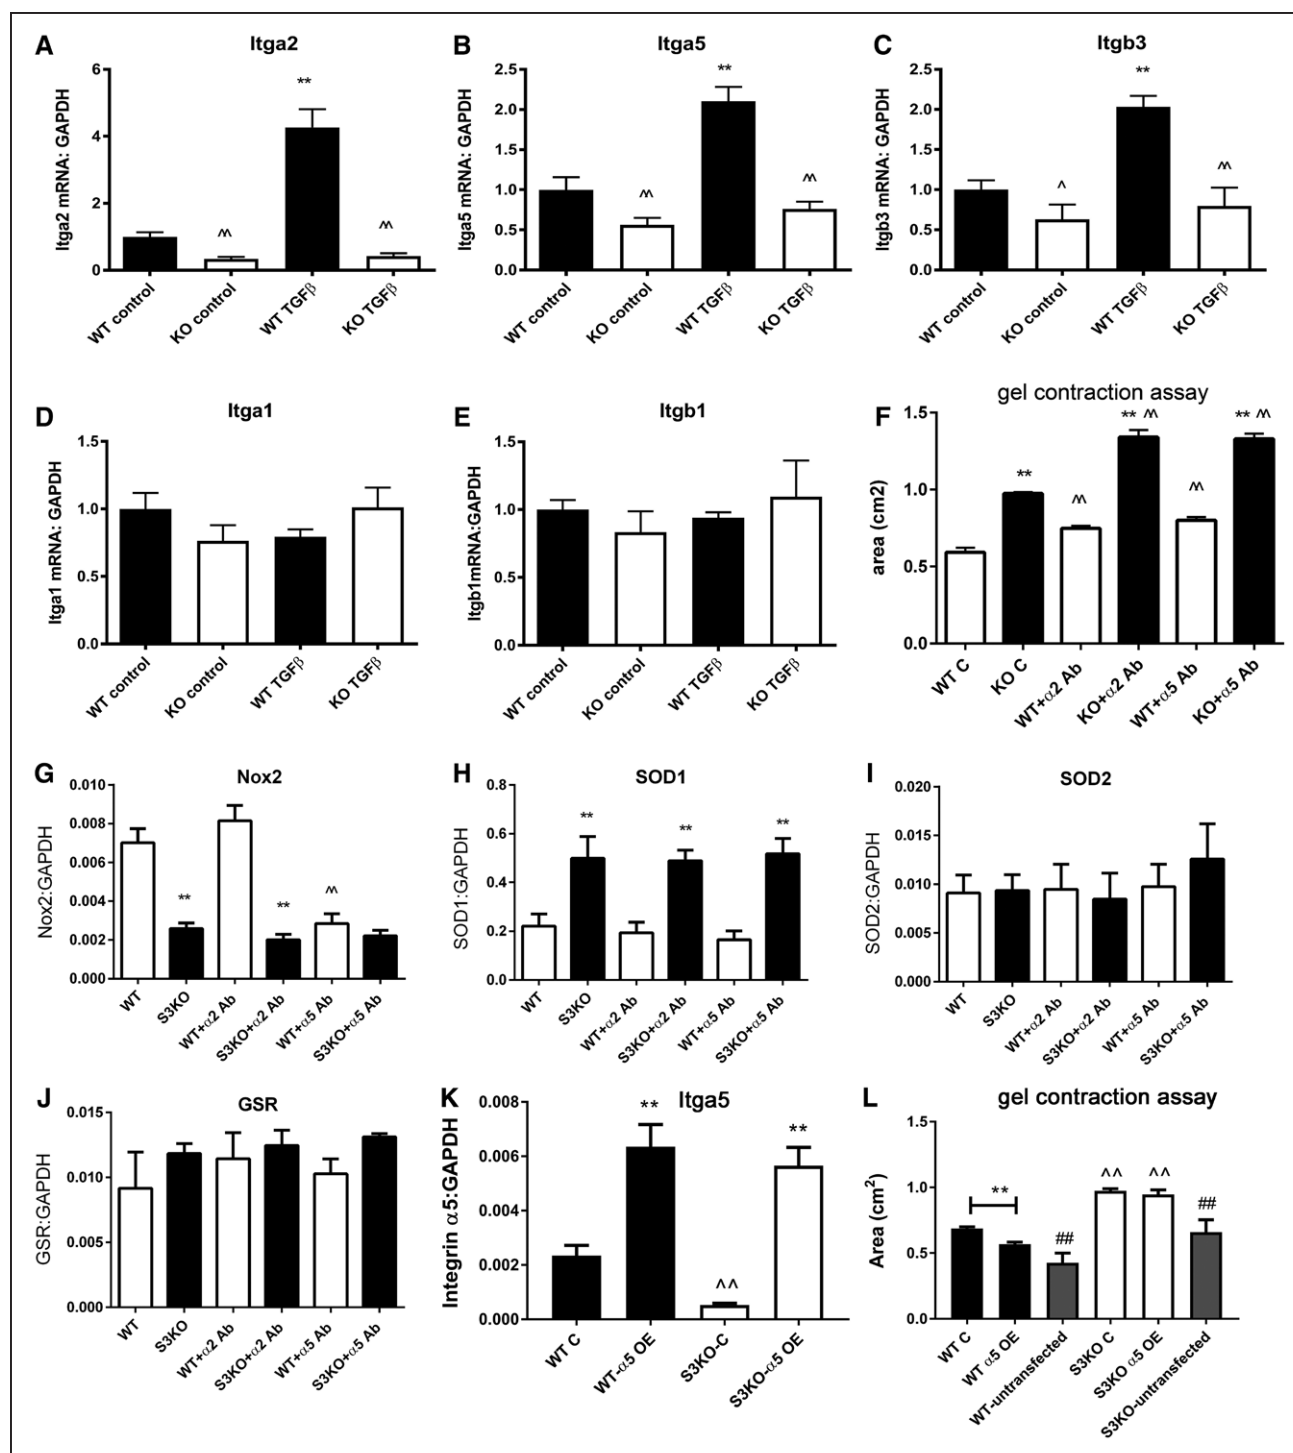 A
Itga2
Itga2 mRNA: GAPDH
6
4
2
0
**
^^
^^
WT control
KO control
WT TGFβ
KO TGFβ
B
Itga5
Itga5 mRNA: GAPDH
2.5
2.0
1.5
1.0
0.5
0.0
**
^^
^^
WT control
KO control
WT TGFβ
KO TGFβ
C
Itgb3
Itgb3 mRNA: GAPDH
2.5
2.0
1.5
1.0
0.5
0.0
**
^
^^
WT control
KO control
WT TGFβ
KO TGFβ
D
Itga1
Itga1 mRNA: GAPDH
1.5
1.0
0.5
0.0
WT control
KO control
WT TGFβ
KO TGFβ
E
Itgb1
Itgb1mRNA:GAPDH
1.5
1.0
0.5
0.0
WT control
KO control
WT TGFβ
KO TGFβ
F
gel contraction assay
area (cm2)
1.5
1.0
0.5
0.0
**
^^
** ^^
^^
** ^^
WT C
KO C
WT+α2 Ab
KO+α2 Ab
WT+α5 Ab
KO+α5 Ab
G
Nox2
Nox2:GAPDH
0.010
0.008
0.006
0.004
0.002
0.000
**
**
^^
WT
S3KO
WT+α2 Ab
S3KO+α2 Ab
WT+α5 Ab
S3KO+α5 Ab
H
SOD1
SOD1:GAPDH
0.8
0.6
0.4
0.2
0.0
**
**
**
WT
S3KO
WT+α2 Ab
S3KO+α2 Ab
WT+α5 Ab
S3KO+α5 Ab
I
SOD2
SOD2:GAPDH
0.020
0.015
0.010
0.005
0.000
WT
S3KO
WT+α2 Ab
S3KO+α2 Ab
WT+α5 Ab
S3KO+α5 Ab
J
GSR
GSR:GAPDH
0.015
0.010
0.005
0.000
WT
S3KO
WT+α2 Ab
S3KO+α2 Ab
WT+α5 Ab
S3KO+α5 Ab
K
Itga5
Integrin α5:GAPDH
0.008
0.006
0.004
0.002
0.000
**
^^
**
WT C
WT-α5 OE
S3KO-C
S3KO-α5 OE
L
gel contraction assay
Area (cm²)
1.5
1.0
0.5
0.0
**
##
^^
^^
##
WT C
WT α5 OE
WT-untransfected
S3KO C
S3KO α5 OE
S3KO-untransfected